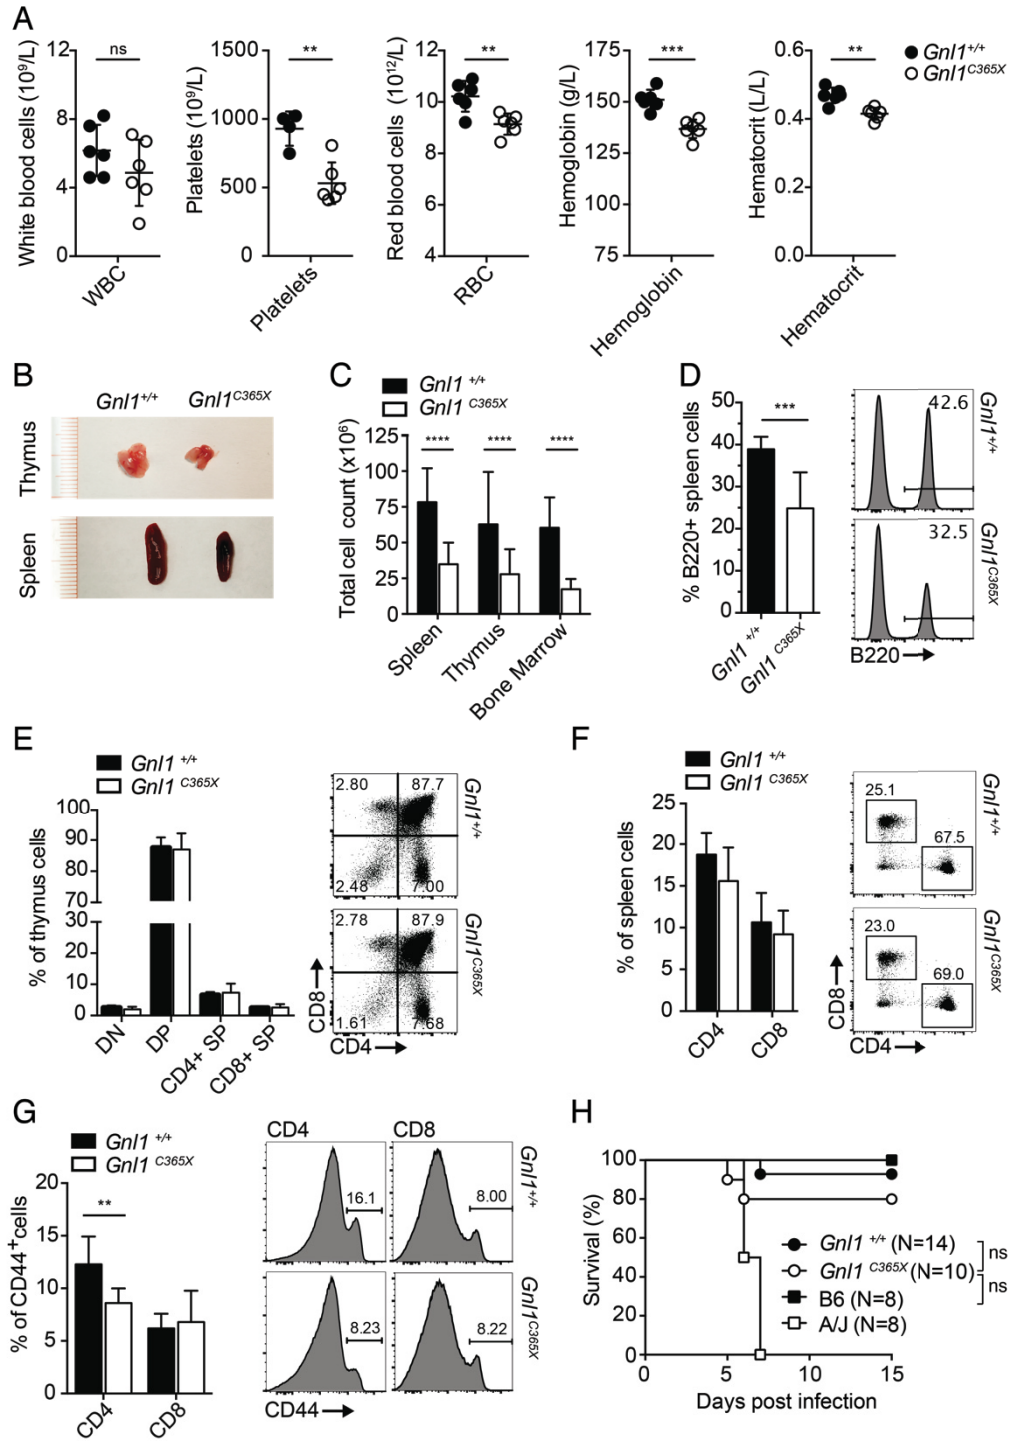 A
White blood cells (10⁹/L)
12
8
4
0
ns
WBC
Platelets (10⁹/L)
1500
1000
500
0
**
Platelets
Red blood cells (10¹²/L)
12
10
8
6
4
**
RBC
Hemoglobin (g/L)
175
150
125
100
75
***
Hemoglobin
Hematocrit (L/L)
0.6
0.4
0.2
0.0
**
Hematocrit
Gnl1+/+
Gnl1C365X
B
Gnl1+/+ Gnl1C365X
Thymus
Spleen
C
Gnl1 +/+
Gnl1 C365X
Total cell count (x10⁶)
125
100
75
50
25
0
**** **** ****
Spleen
Thymus
Bone Marrow
D
% B220+ spleen cells
50
40
30
20
10
0
***
Gnl1 +/+
Gnl1 C365X
42.6
Gnl1+/+
32.5
Gnl1C365X
B220
E
Gnl1 +/+
Gnl1 C365X
% of thymus cells
100
90
80
70
30
20
10
0
DN
DP
CD4+ SP
CD8+ SP
2.80 87.7
2.48 7.00
Gnl1+/+
2.78 87.9
1.61 7.68
Gnl1C365X
CD8
CD4
F
Gnl1 +/+
Gnl1 C365X
% of spleen cells
25
20
15
10
5
0
CD4
CD8
25.1
67.5
Gnl1+/+
23.0
69.0
Gnl1C365X
CD8
CD4
G
Gnl1 +/+
Gnl1 C365X
% of CD44+cells
20
15
10
5
0
**
CD4
CD8
CD4 CD8
16.1 8.00
Gnl1+/+
8.23 8.22
Gnl1C365X
CD44
H
Survival (%)
100
80
60
40
20
0
Gnl1 +/+ (N=14)
Gnl1 C365X (N=10)
B6 (N=8)
A/J (N=8)
ns
ns
0 5 10 15
Days post infection